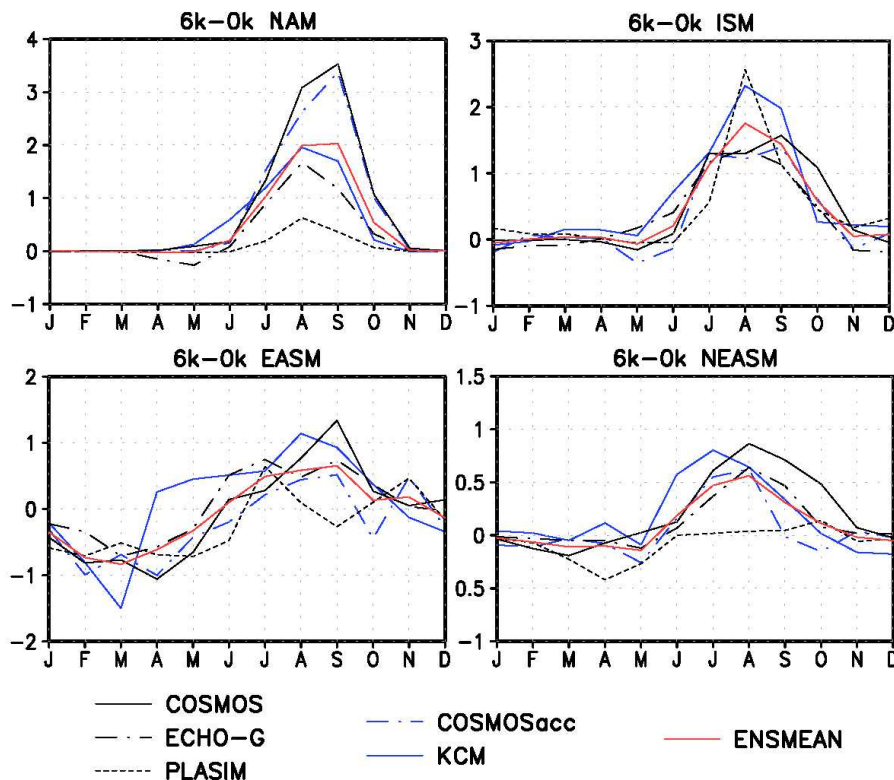 6k-0k NAM
4
3
2
1
0
-1
J F M A M J J A S O N D
6k-0k ISM
3
2
1
0
-1
J F M A M J J A S O N D
6k-0k EASM
2
1
0
-1
-2
J F M A M J J A S O N D
6k-0k NEASM
1.5
1
0.5
0
0.5
-1
J F M A M J J A S O N D
COSMOS
ECHO-G
PLASIM
COSMOSacc
KCM
ENSMEAN